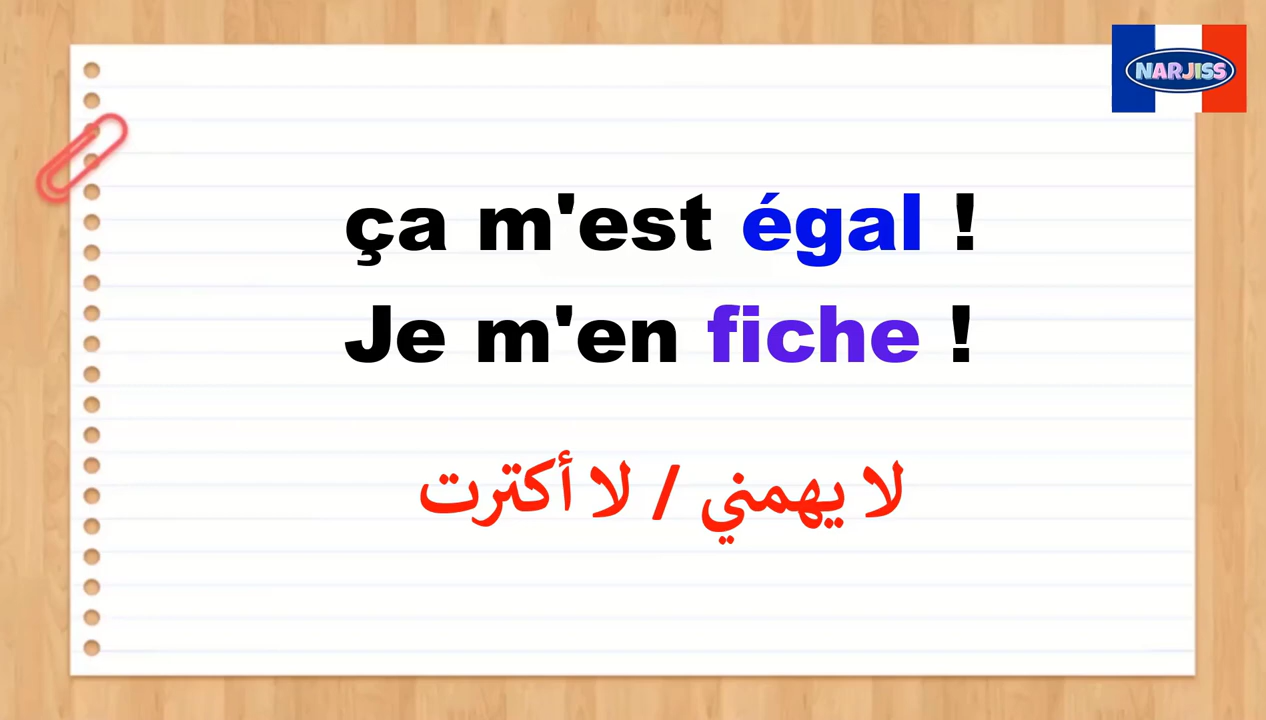 NARJISS
ça m'est égal !
Je m'en fiche !
لا يهمني / لا أكترت